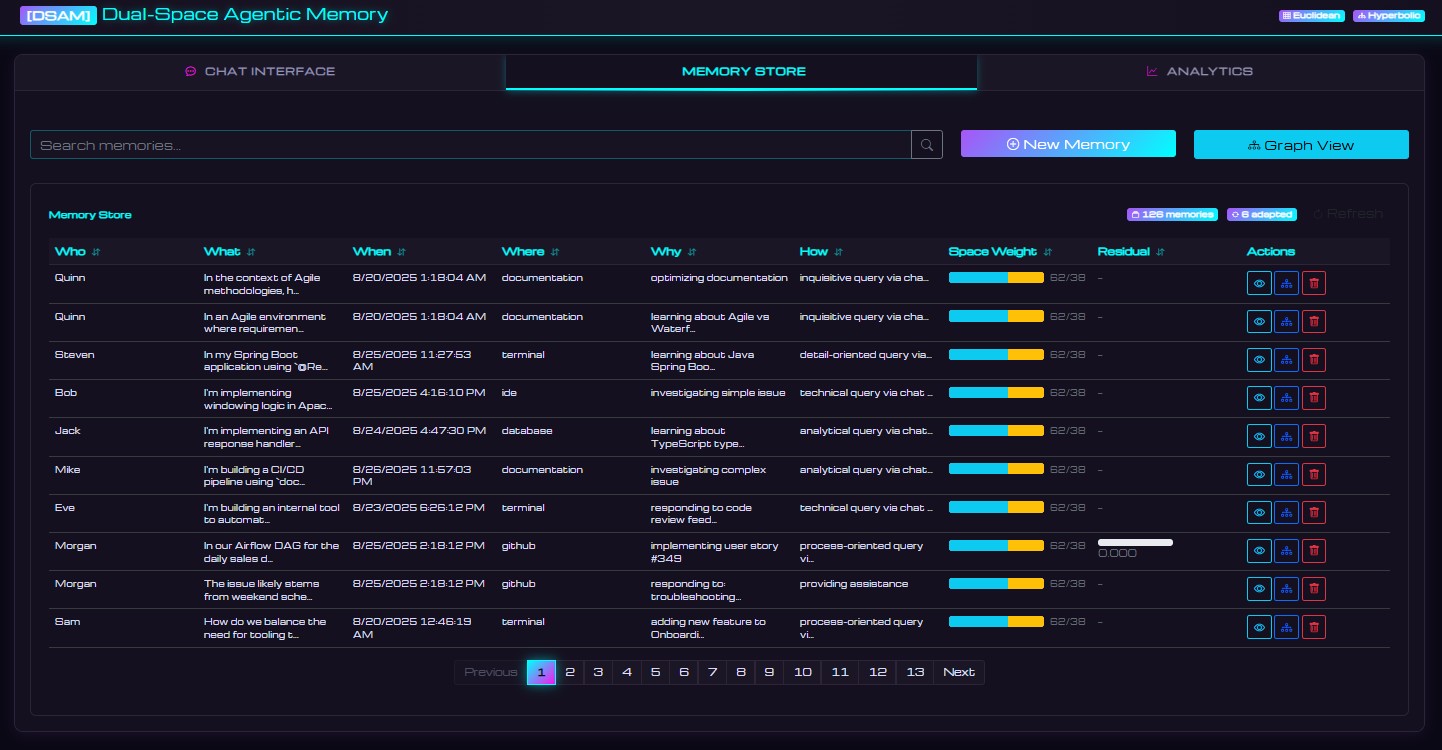 [DSAM] Dual-Space Agentic Memory
Euclidean Hyperbolic
CHAT INTERFACE MEMORY STORE ANALYTICS
Search memories... New Memory Graph View
Memory Store 126 memories 6 adapted Refresh
Who What When Where Why How Space Weight Residual Actions
Quinn In the context of Agile 8/20/2025 1:18:04 AM documentation optimizing documentation inquisitive query via cha... 62/38 -
methodologies, h...
Quinn In an Agile environment 8/20/2025 1:18:04 AM documentation learning about Agile vs inquisitive query via cha... 62/38 -
where requiremen... Waterf...
Steven In my Spring Boot 8/25/2025 11:27:53 terminal learning about Java detail-oriented query via... 62/38 -
application using `@Re... AM Spring Boo...
Bob I'm implementing 8/25/2025 4:16:10 PM ide investigating simple issue technical query via chat ... 62/38 -
windowing logic in Apac...
Jack I'm implementing an API 8/24/2025 4:47:30 PM database learning about analytical query via chat... 62/38 -
response handler... TypeScript type...
Mike I'm building a CI/CD 8/26/2025 11:57:03 documentation investigating complex analytical query via chat... 62/38 -
pipeline using `doc... PM issue
Eve I'm building an internal tool 8/23/2025 6:26:12 PM terminal responding to code technical query via chat ... 62/38 -
to automat... review feed...
Morgan In our Airflow DAG for the 8/25/2025 2:18:12 PM github implementing user story process-oriented query 62/38
daily sales d... #349 vi... 0.000
Morgan The issue likely stems 8/25/2025 2:18:12 PM github responding to: providing assistance 62/38 -
from weekend sche... troubleshooting...
Sam How do we balance the 8/20/2025 12:46:19 terminal adding new feature to process-oriented query 62/38 -
need for tooling t... AM Onboardi... vi...
Previous 1 2 3 4 5 6 7 8 9 10 11 12 13 Next